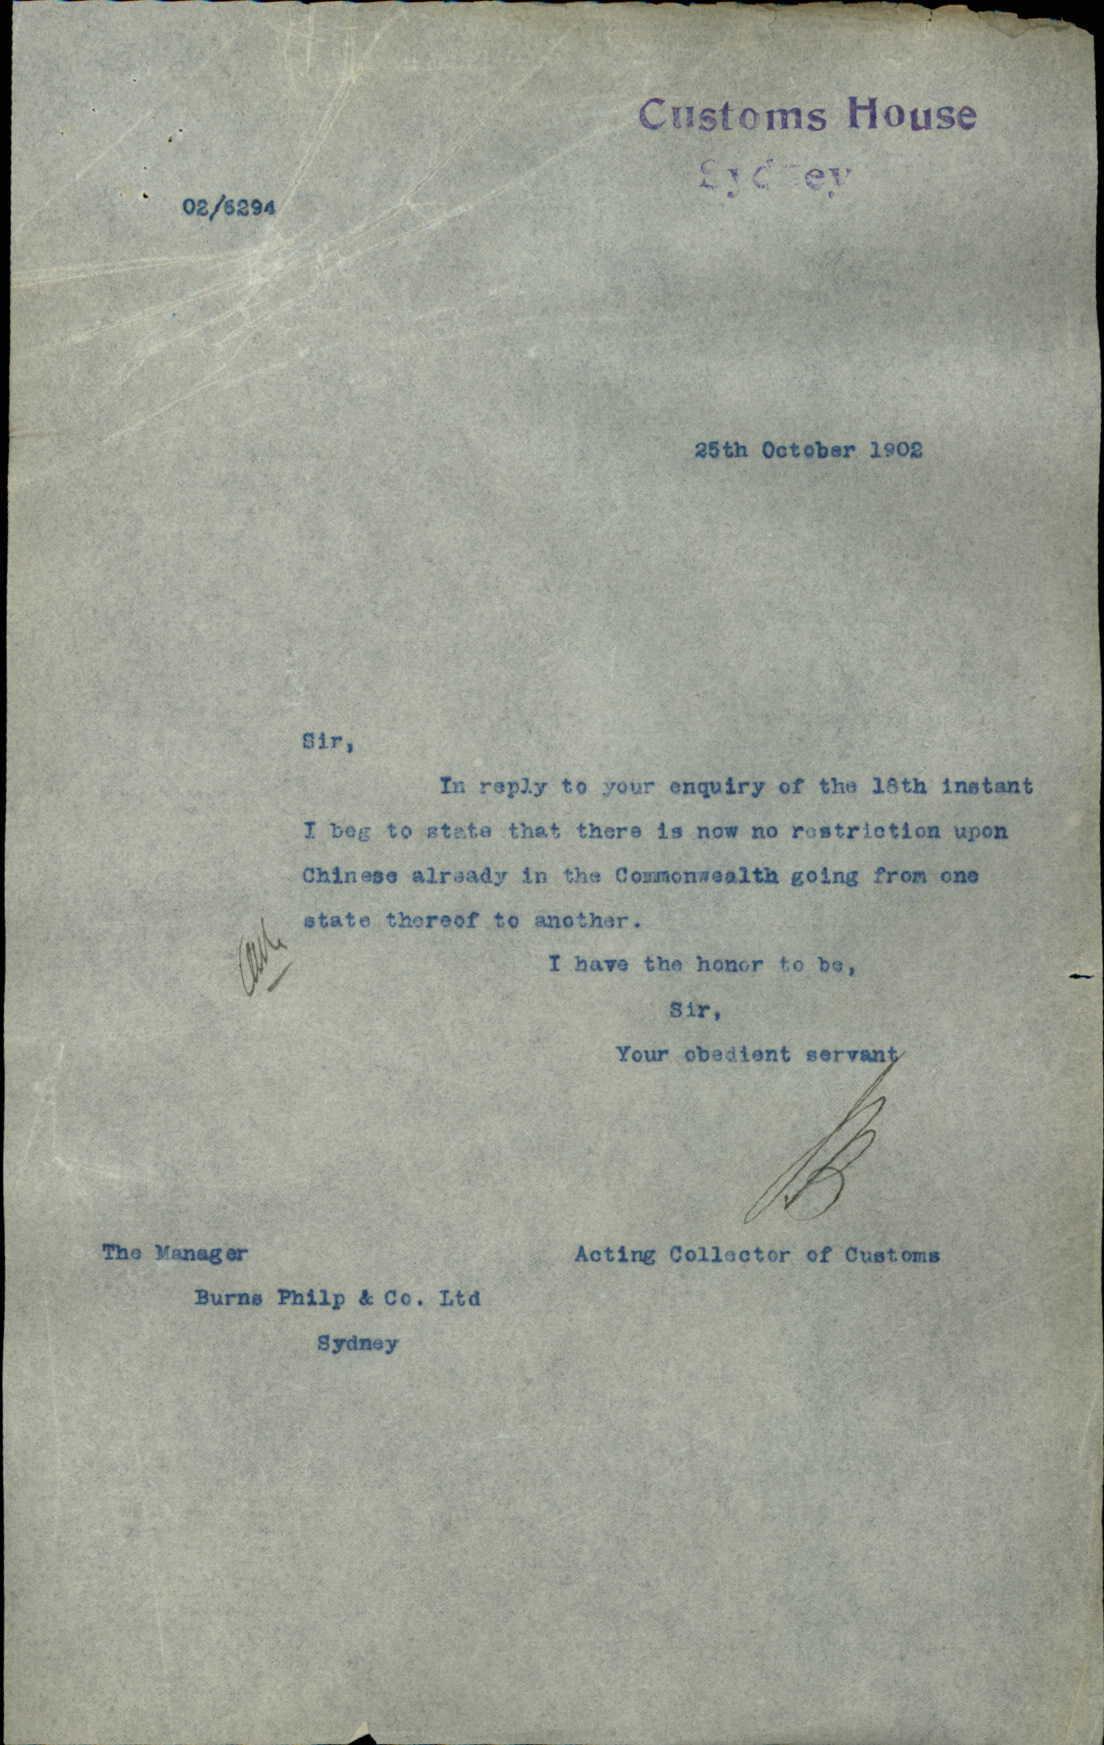 Customs House
Sydney
02/6294
25th October 1902
Sir,
In reply to your enquiry of the 18th instant
I beg to state that there is now no restriction upon
Chinese already in the Commonwealth going from one
state thereof to another.
I have the honor to be,
Sir,
Your obedient servant
The Manager
Acting Collector of Customs
Burns Philp & Co. Ltd
Sydney